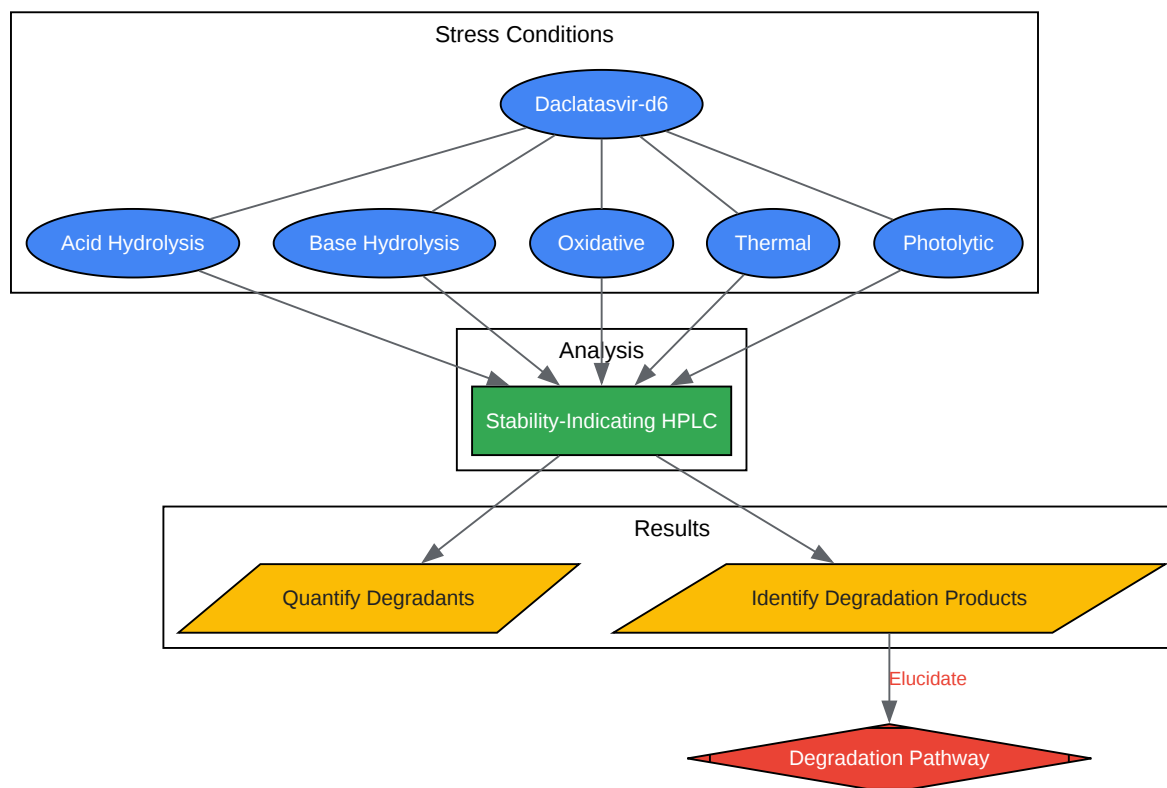 Stress Conditions
Daclatasvir-d6
Acid Hydrolysis
Base Hydrolysis
Oxidative
Thermal
Photolytic
Analysis
Stability-Indicating HPLC
Results
Quantify Degradants
Identify Degradation Products
Elucidate
Degradation Pathway